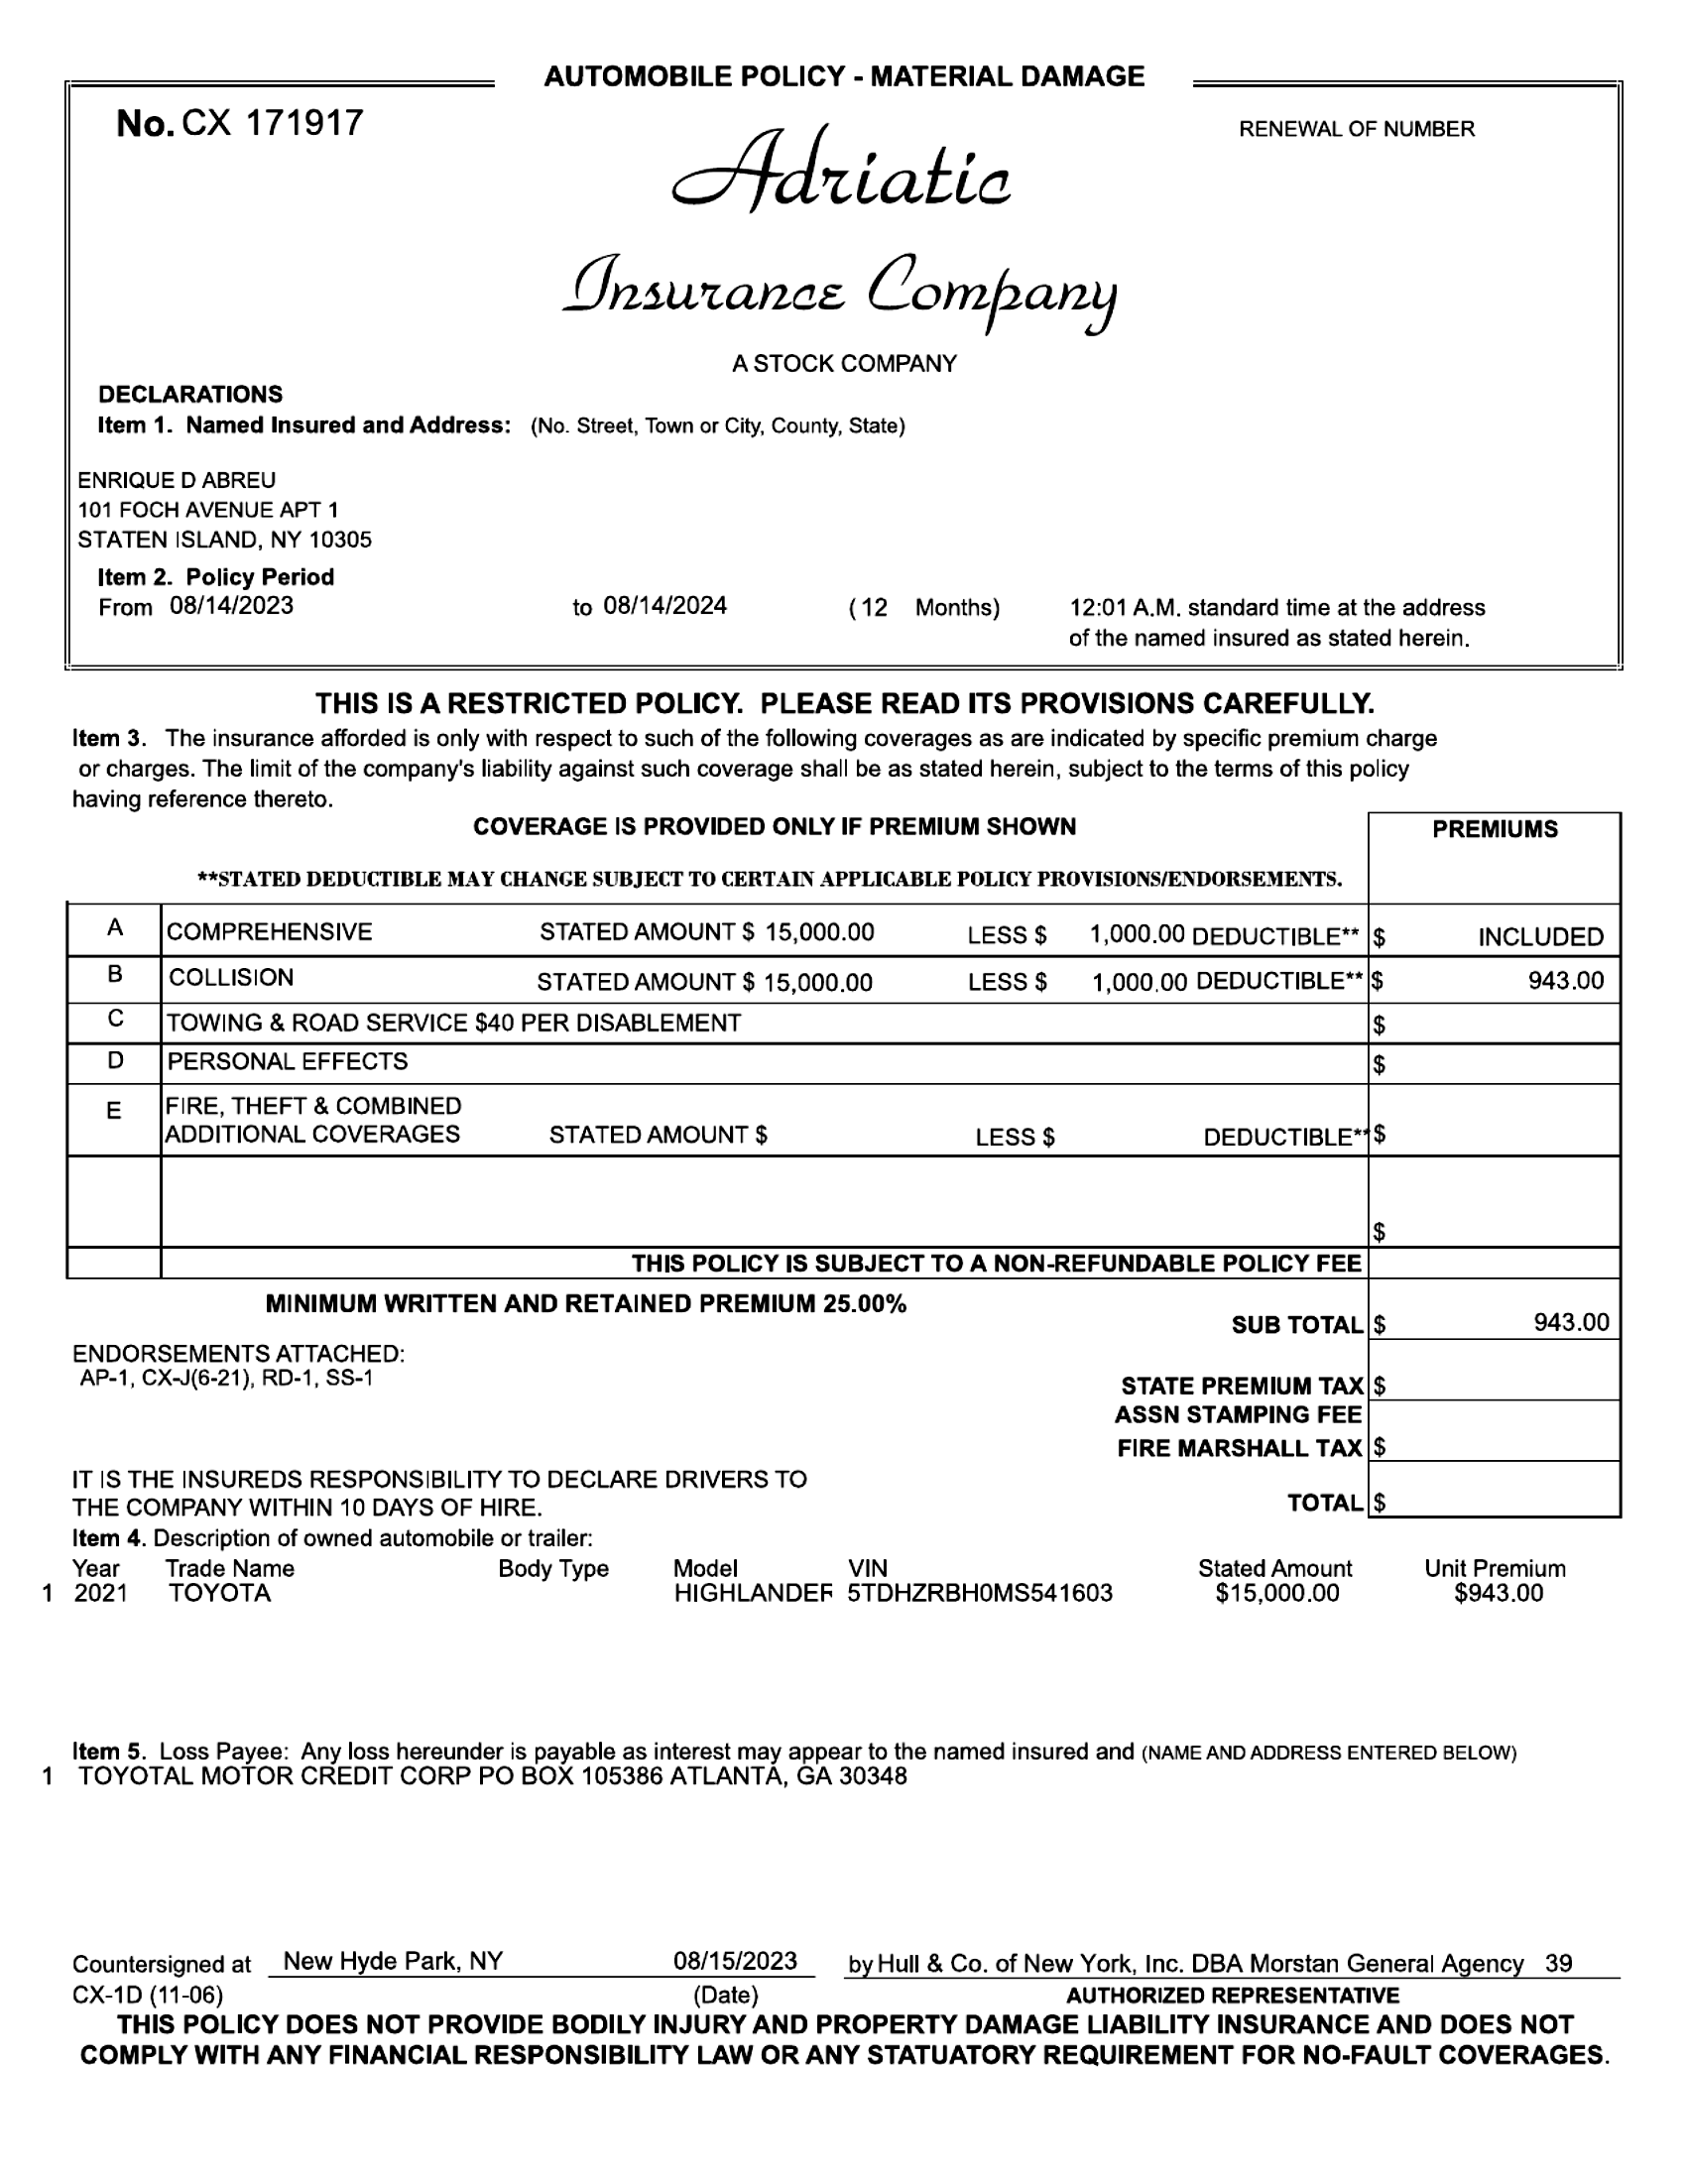 AUTOMOBILE POLICY - MATERIAL DAMAGE
No. CX 171917
RENEWAL OF NUMBER
Adriatic
Insurance Company
A STOCK COMPANY
DECLARATIONS
Item 1. Named Insured and Address: (No. Street, Town or City, County, State)
ENRIQUE D ABREU
101 FOCH AVENUE APT 1
STATEN ISLAND, NY 10305
Item 2. Policy Period
From 08/14/2023 to 08/14/2024 ( 12 Months) 12:01 A.M. standard time at the address
of the named insured as stated herein.
THIS IS A RESTRICTED POLICY. PLEASE READ ITS PROVISIONS CAREFULLY.
Item 3. The insurance afforded is only with respect to such of the following coverages as are indicated by specific premium charge
or charges. The limit of the company's liability against such coverage shall be as stated herein, subject to the terms of this policy
having reference thereto.
COVERAGE IS PROVIDED ONLY IF PREMIUM SHOWN PREMIUMS
**STATED DEDUCTIBLE MAY CHANGE SUBJECT TO CERTAIN APPLICABLE POLICY PROVISIONS/ENDORSEMENTS.
A COMPREHENSIVE STATED AMOUNT $ 15,000.00 LESS $ 1,000.00 DEDUCTIBLE** $ INCLUDED
B COLLISION STATED AMOUNT $ 15,000.00 LESS $ 1,000.00 DEDUCTIBLE** $ 943.00
C TOWING & ROAD SERVICE $40 PER DISABLEMENT $
D PERSONAL EFFECTS $
E FIRE, THEFT & COMBINED
ADDITIONAL COVERAGES STATED AMOUNT $ LESS $ DEDUCTIBLE** $
$
THIS POLICY IS SUBJECT TO A NON-REFUNDABLE POLICY FEE
MINIMUM WRITTEN AND RETAINED PREMIUM 25.00%
SUB TOTAL $ 943.00
ENDORSEMENTS ATTACHED:
AP-1, CX-J(6-21), RD-1, SS-1
STATE PREMIUM TAX $
ASSN STAMPING FEE
FIRE MARSHALL TAX $
IT IS THE INSUREDS RESPONSIBILITY TO DECLARE DRIVERS TO
THE COMPANY WITHIN 10 DAYS OF HIRE.
TOTAL $
Item 4. Description of owned automobile or trailer:
Year Trade Name Body Type Model VIN Stated Amount Unit Premium
1 2021 TOYOTA HIGHLANDER 5TDHZRBH0MS541603 $15,000.00 $943.00
Item 5. Loss Payee: Any loss hereunder is payable as interest may appear to the named insured and (NAME AND ADDRESS ENTERED BELOW)
1 TOYOTAL MOTOR CREDIT CORP PO BOX 105386 ATLANTA, GA 30348
Countersigned at New Hyde Park, NY 08/15/2023 by Hull & Co. of New York, Inc. DBA Morstan General Agency 39
CX-1D (11-06) (Date) AUTHORIZED REPRESENTATIVE
THIS POLICY DOES NOT PROVIDE BODILY INJURY AND PROPERTY DAMAGE LIABILITY INSURANCE AND DOES NOT
COMPLY WITH ANY FINANCIAL RESPONSIBILITY LAW OR ANY STATUATORY REQUIREMENT FOR NO-FAULT COVERAGES.